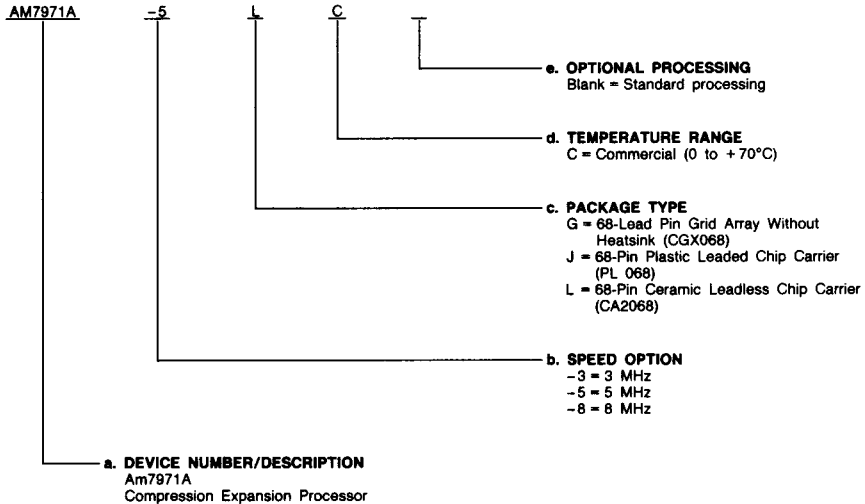 AM7971A -5 L C
e. OPTIONAL PROCESSING
Blank = Standard processing
d. TEMPERATURE RANGE
C = Commercial (0 to +70°C)
c. PACKAGE TYPE
G = 68-Lead Pin Grid Array Without
Heatsink (CGX068)
J = 68-Pin Plastic Leaded Chip Carrier
(PL 068)
L = 68-Pin Ceramic Leadless Chip Carrier
(CA2068)
b. SPEED OPTION
-3 = 3 MHz
-5 = 5 MHz
-8 = 8 MHz
a. DEVICE NUMBER/DESCRIPTION
Am7971A
Compression Expansion Processor